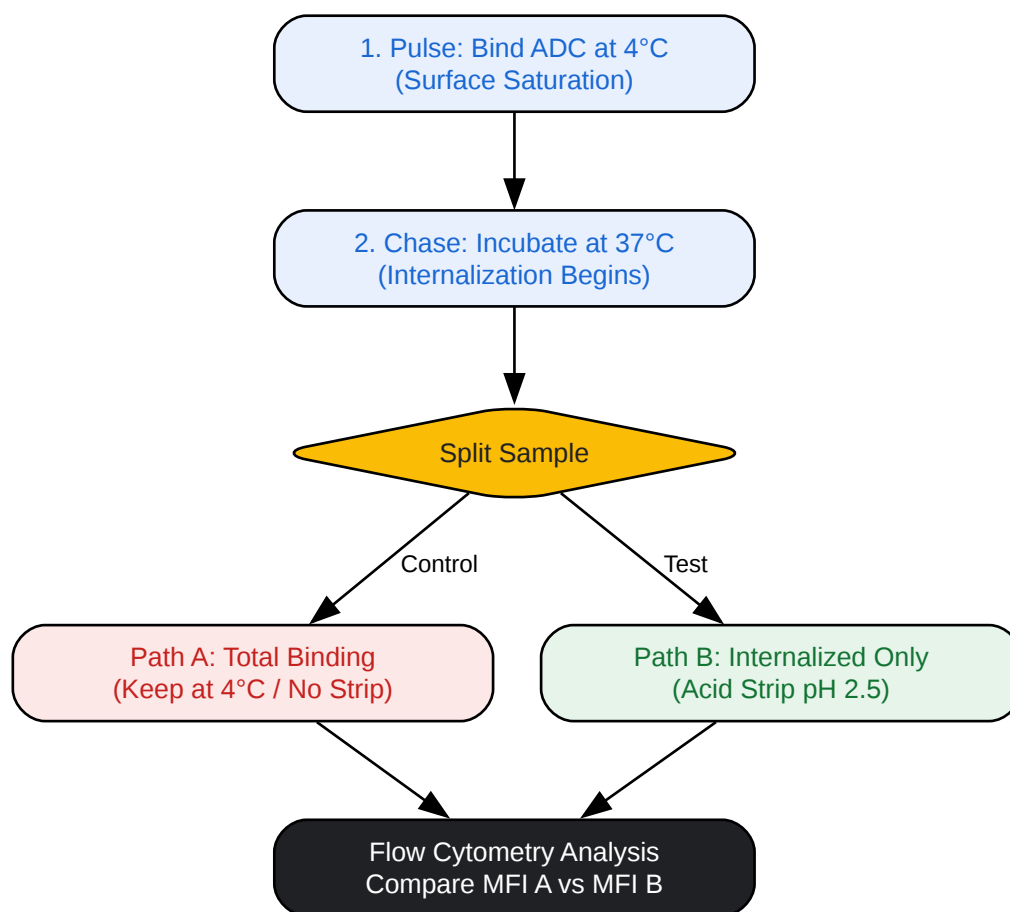 1. Pulse: Bind ADC at 4°C
(Surface Saturation)
2. Chase: Incubate at 37°C
(Internalization Begins)
Split Sample
Control
Test
Path A: Total Binding
(Keep at 4°C / No Strip)
Path B: Internalized Only
(Acid Strip pH 2.5)
Flow Cytometry Analysis
Compare MFI A vs MFI B